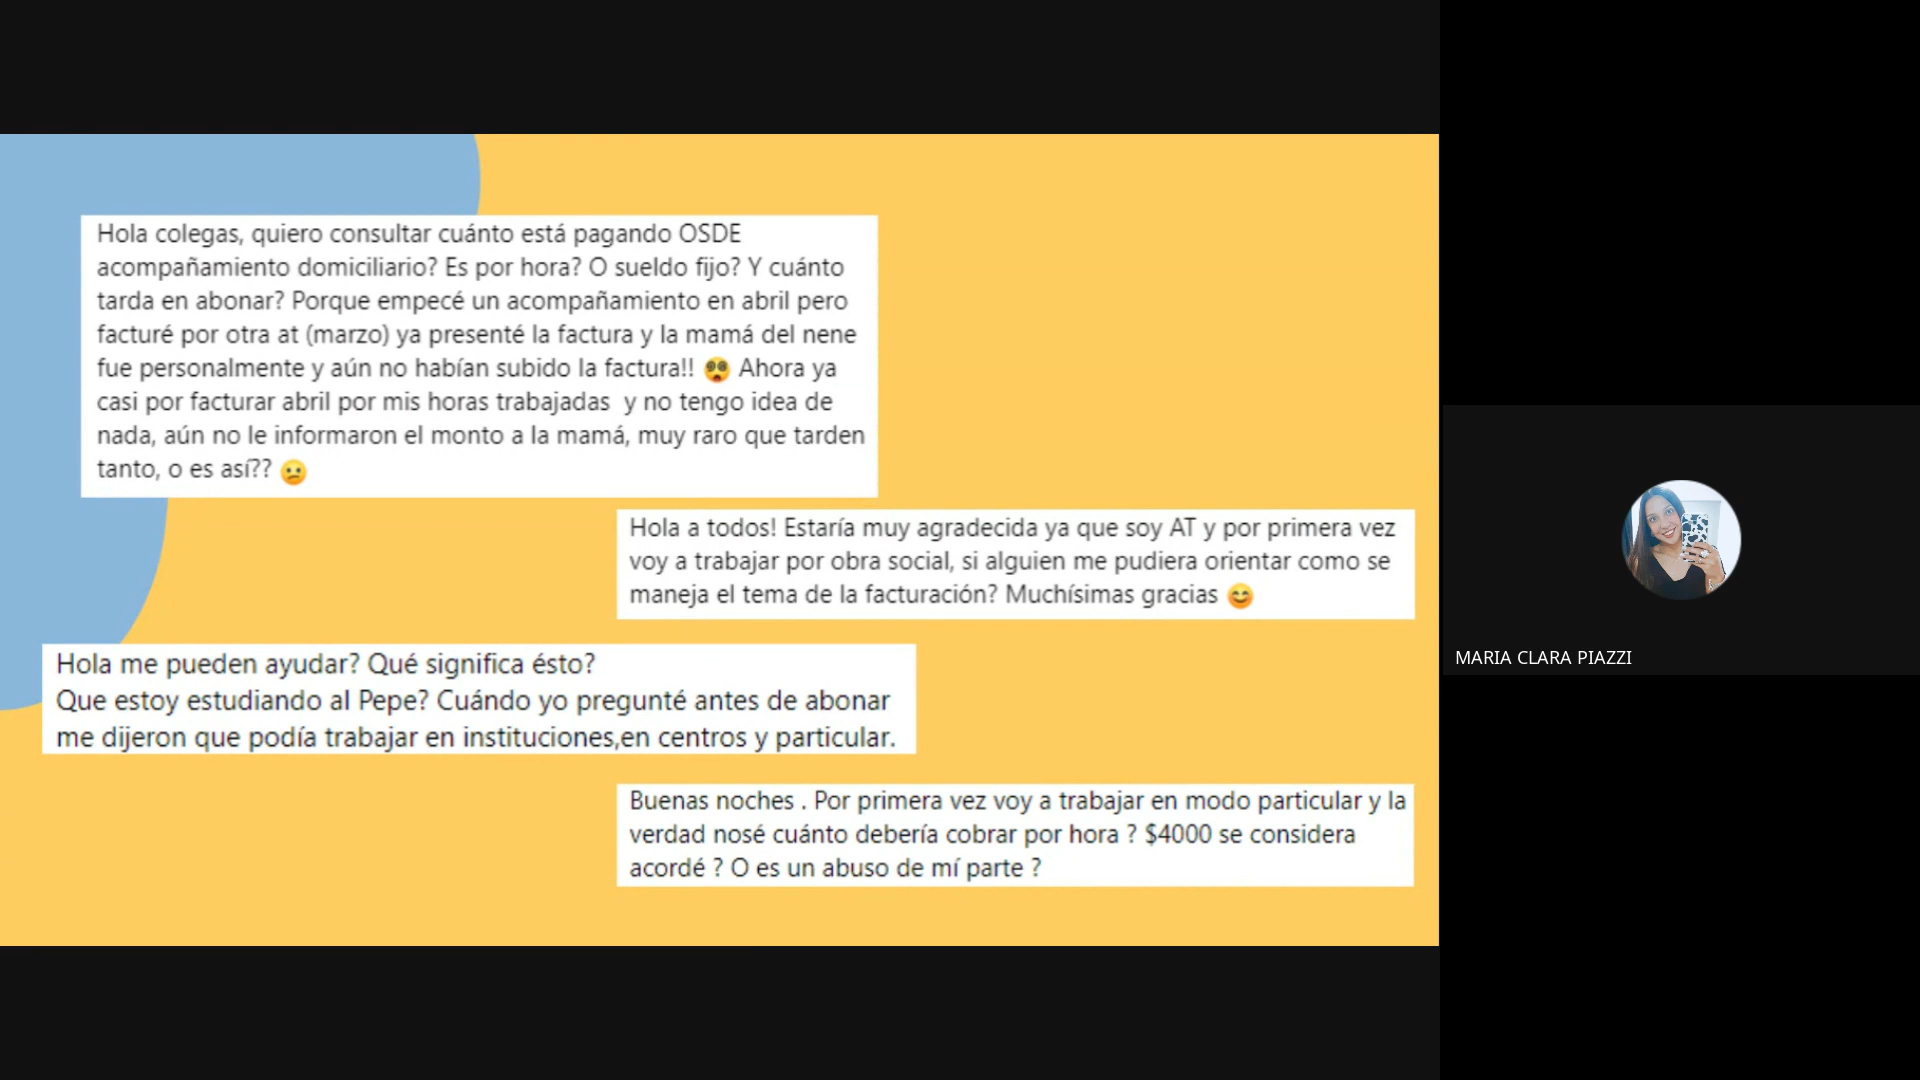 Hola colegas, quiero consultar cuánto está pagando OSDE
acompañamiento domiciliario? Es por hora? O sueldo fijo? Y cuánto
tarda en abonar? Porque empecé un acompañamiento en abril pero
facturé por otra at (marzo) ya presenté la factura y la mamá del nene
fue personalmente y aún no habían subido la factura!! 😵‍💫 Ahora ya
casi por facturar abril por mis horas trabajadas  y no tengo idea de
nada, aún no le informaron el monto a la mamá, muy raro que tarden
tanto, o es así?? 🫤
Hola a todos! Estaría muy agradecida ya que soy AT y por primera vez
voy a trabajar por obra social, si alguien me pudiera orientar como se
maneja el tema de la facturación? Muchísimas gracias 😊
Hola me pueden ayudar? Qué significa ésto?
Que estoy estudiando al Pepe? Cuándo yo pregunté antes de abonar
me dijeron que podía trabajar en instituciones,en centros y particular.
Buenas noches . Por primera vez voy a trabajar en modo particular y la
verdad nosé cuánto debería cobrar por hora ? $4000 se considera
acordé ? O es un abuso de mí parte ?
MARIA CLARA PIAZZI